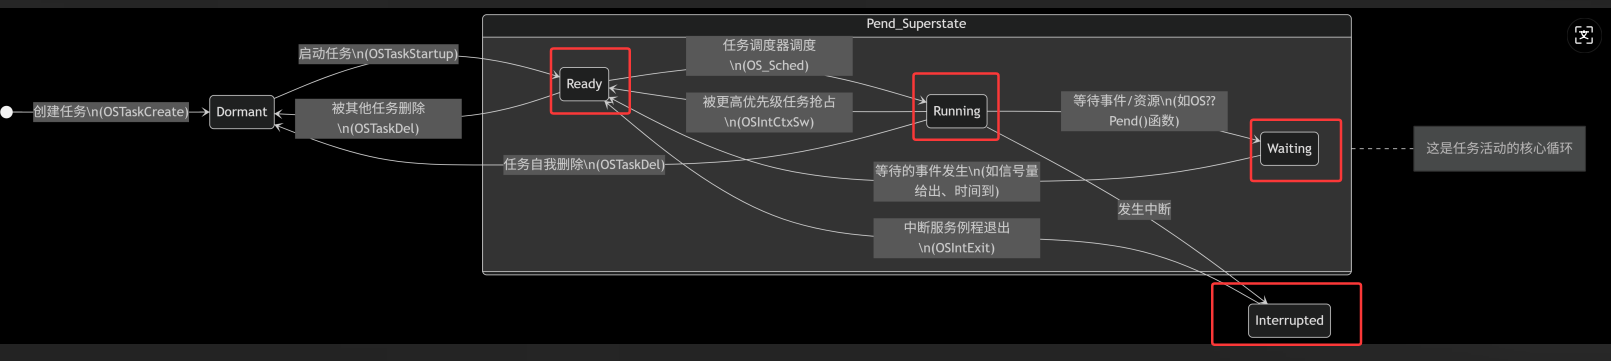 Pend_Superstate
启动任务\n(OSTaskStartup)
任务调度器调度
\n(OS_Sched)
Ready
创建任务\n(OSTaskCreate)
Dormant
被其他任务删除
\n(OSTaskDel)
被更高优先级任务抢占
\n(OSIntCtxSw)
Running
等待事件/资源\n(如OS??
Pend()函数)
Waiting
这是任务活动的核心循环
任务自我删除\n(OSTaskDel)
等待的事件发生\n(如信号量
给出、时间到)
发生中断
中断服务例程退出
\n(OSIntExit)
Interrupted